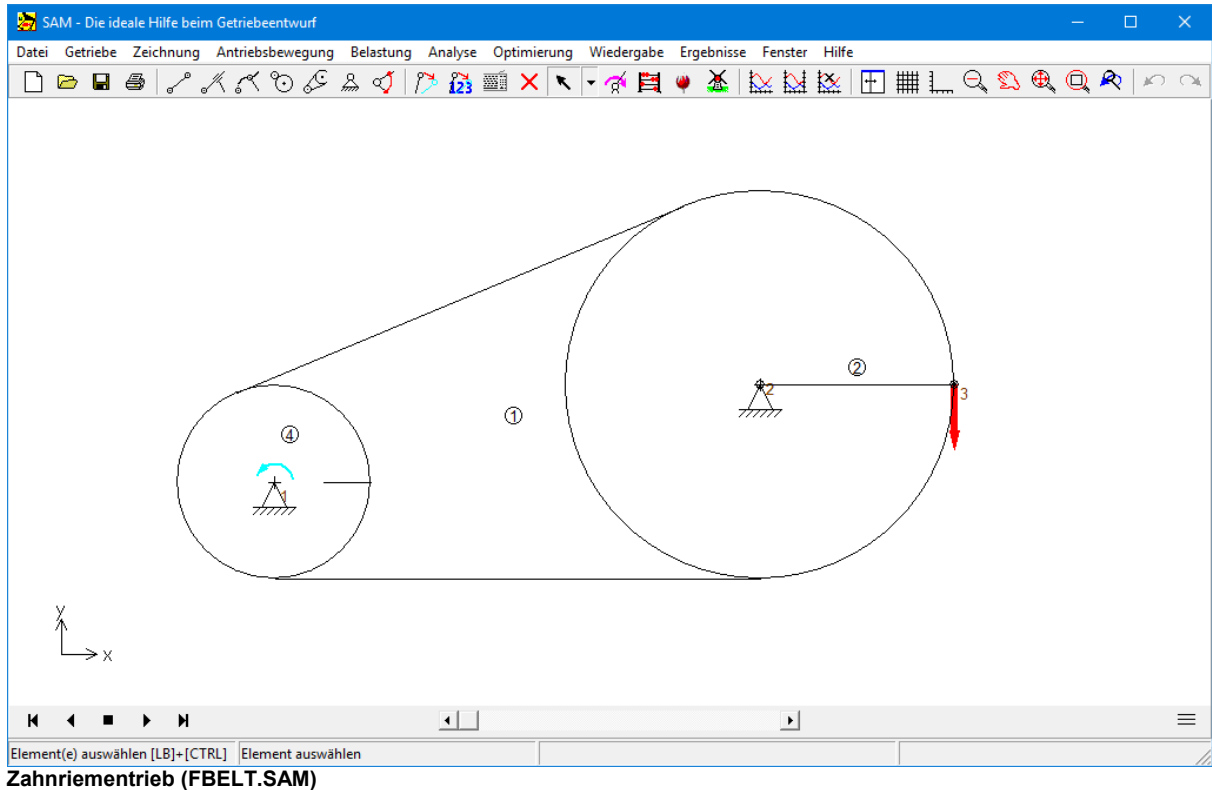 SAM - Die ideale Hilfe beim Getriebeentwurf
Datei Getriebe Zeichnung Antriebsbewegung Belastung Analyse Optimierung Wiedergabe Ergebnisse Fenster Hilfe
123
2
2
3
1
4
1
y
x
Element(e) auswählen [LB]+[CTRL] Element auswählen
Zahnriementrieb (FBELT.SAM)